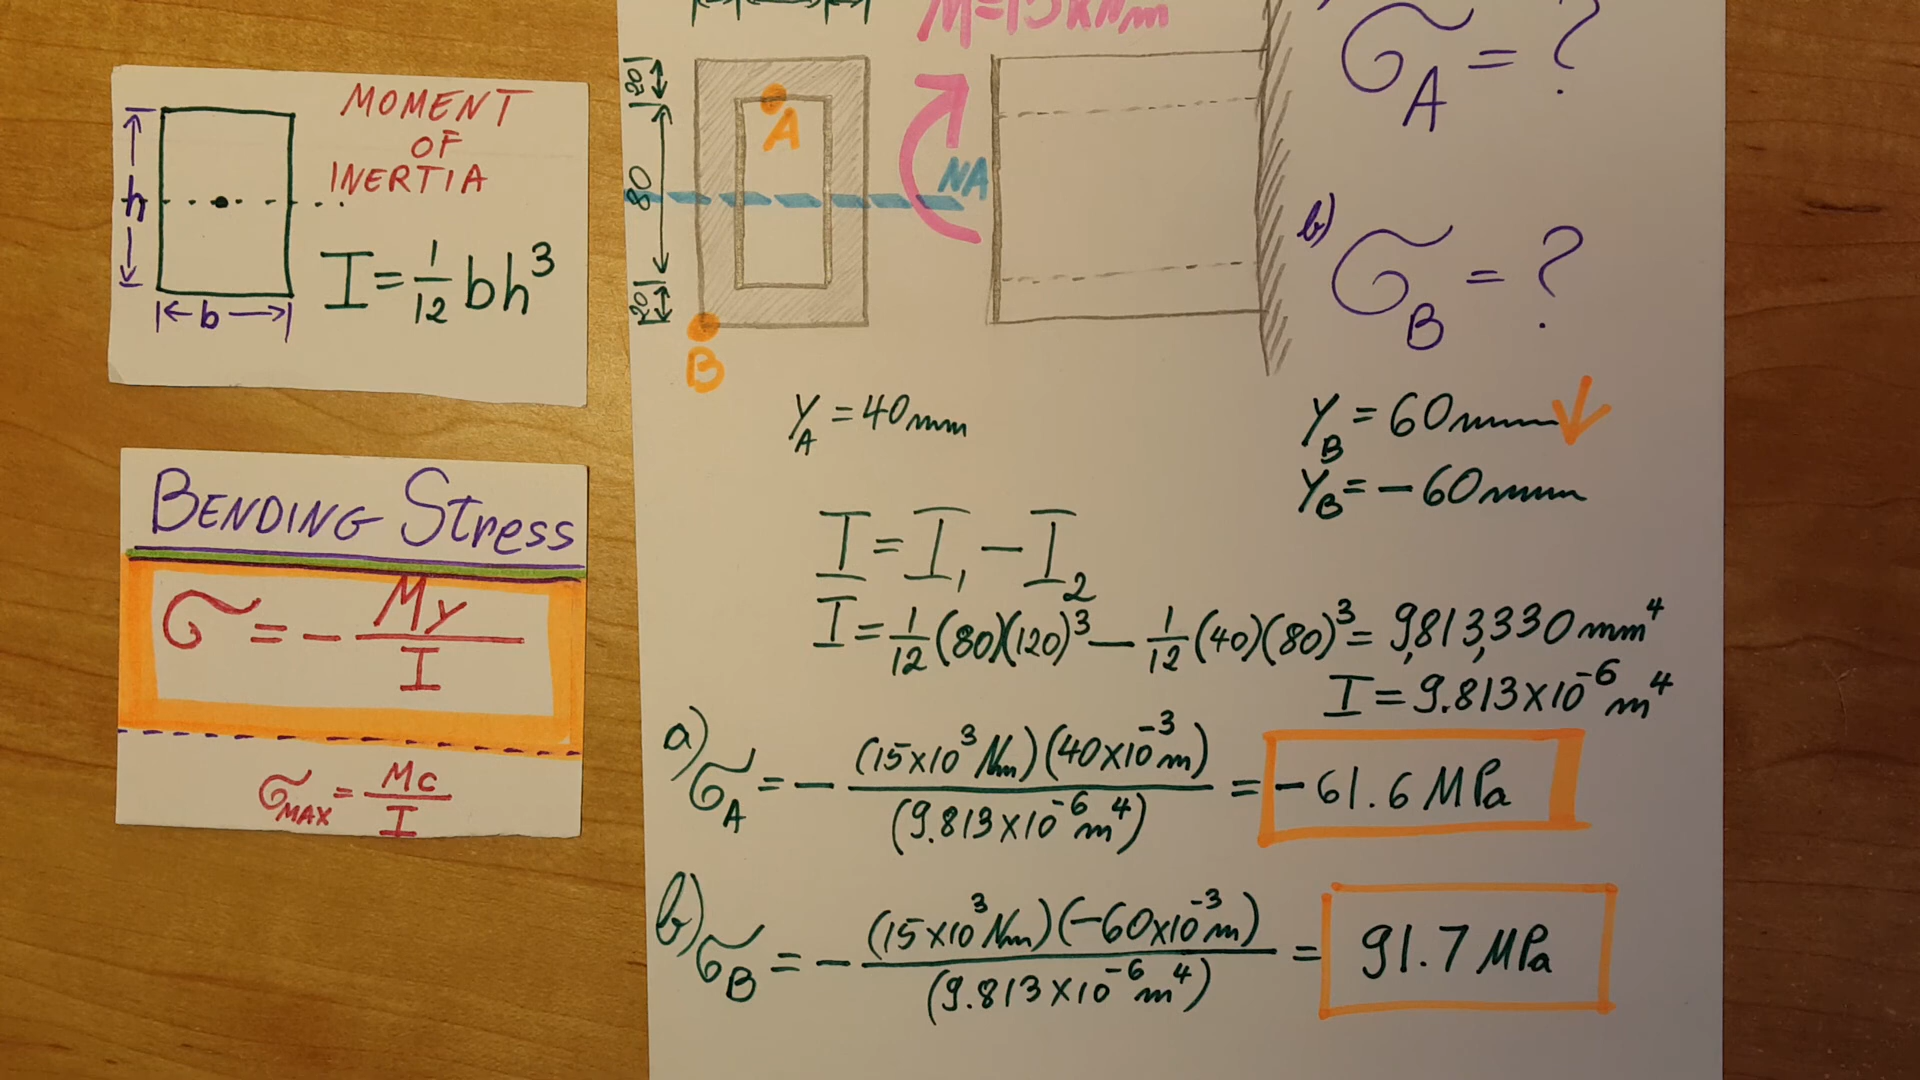 MOMENT
OF
INERTIA
h
b
I = 1/12 bh³
BENDING Stress
σ = - My/I
σMAX = Mc/I
M=15kNm
20
80
20
A
B
NA
σA = ?
b) σB = ?
yA = 40mm
yB = 60mm
yB = -60mm
I = I₁ - I₂
I = 1/12 (80)(120)³ - 1/12 (40)(80)³ = 9,813,330 mm⁴
I = 9.813×10⁻⁶ m⁴
a) σA = - (15×10³ Nm)(40×10⁻³ m) / (9.813×10⁻⁶ m⁴) = -61.6 MPa
b) σB = - (15×10³ Nm)(-60×10⁻³ m) / (9.813×10⁻⁶ m⁴) = 91.7 MPa